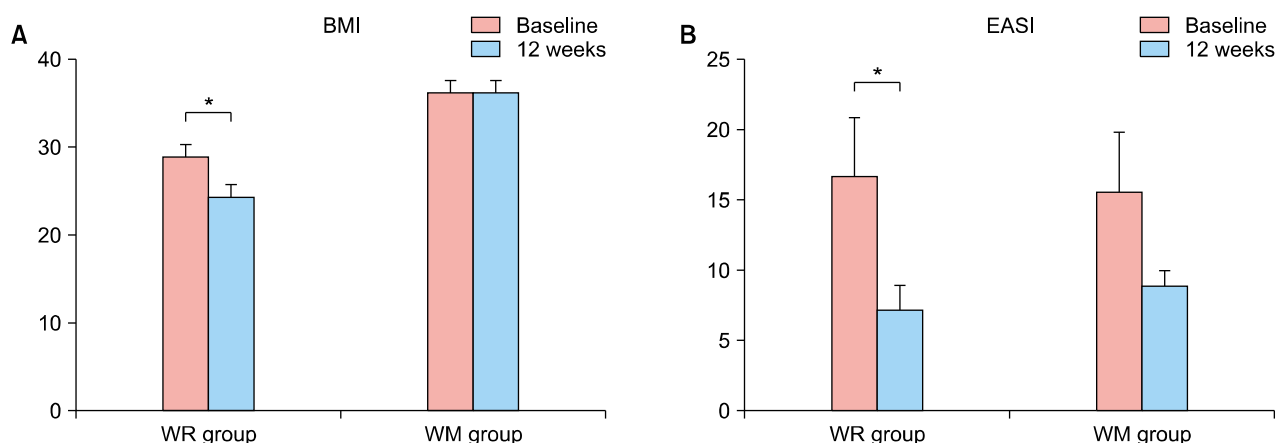 A
BMI
Baseline
12 weeks
40
30
20
10
0
*
WR group
WM group
B
EASI
Baseline
12 weeks
25
20
15
10
5
0
*
WR group
WM group